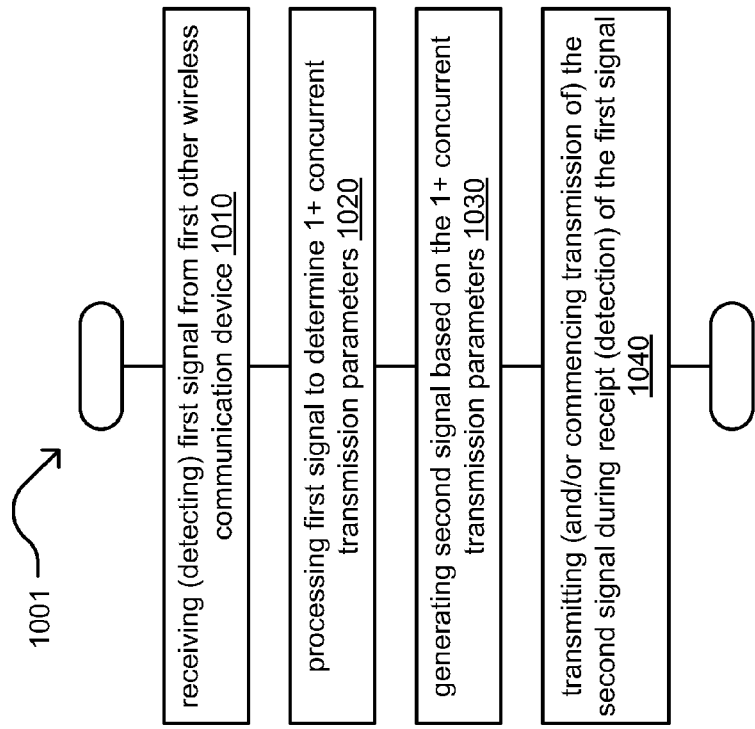 1001
receiving (detecting) first signal from first other wireless
communication device 1010
processing first signal to determine 1+ concurrent
transmission parameters 1020
generating second signal based on the 1+ concurrent
transmission parameters 1030
transmitting (and/or commencing transmission of) the
second signal during receipt (detection) of the first signal
1040